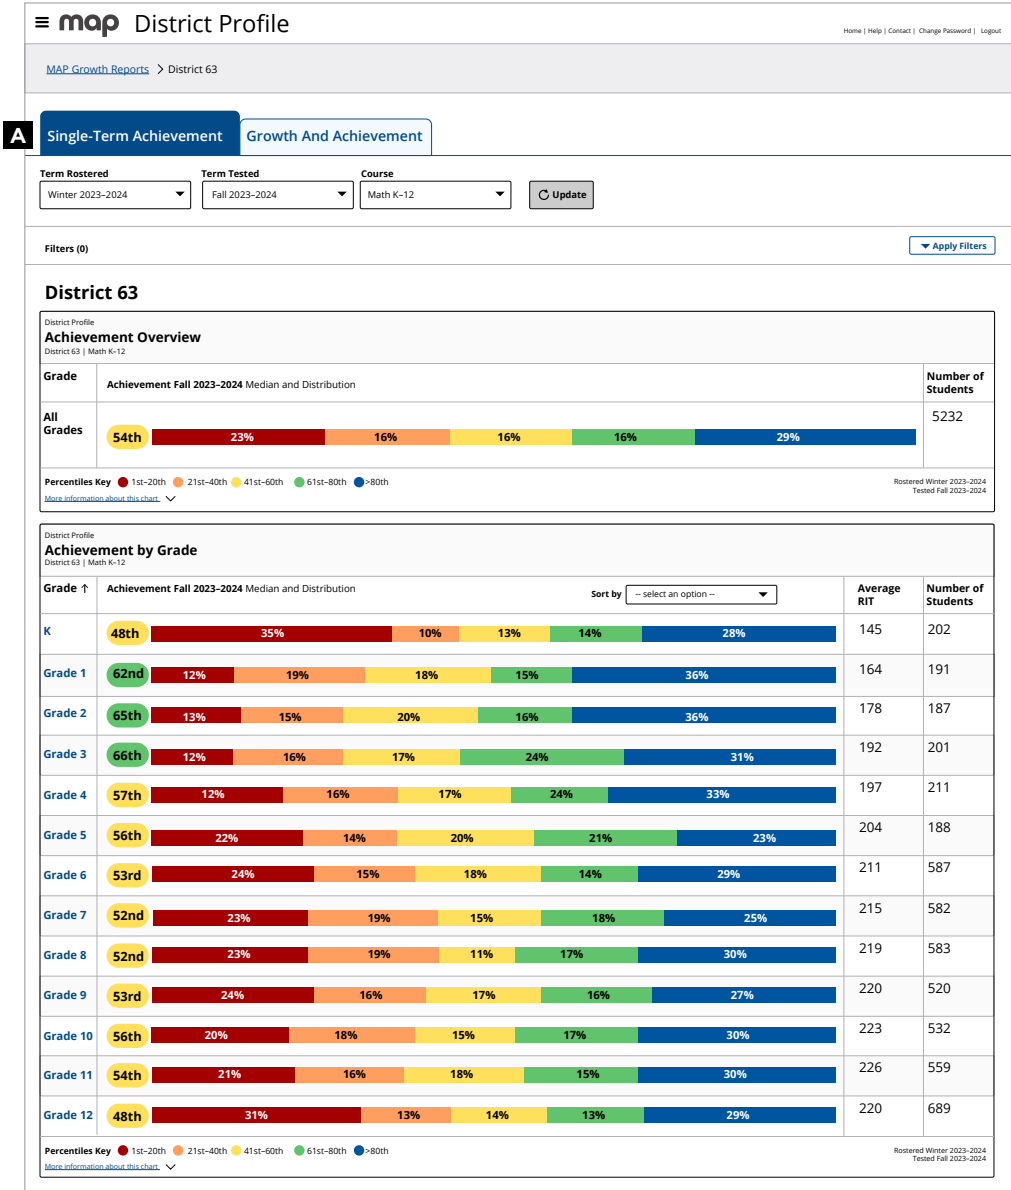 ≡ map District Profile
Home | Help | Contact | Change Password | Logout
MAP Growth Reports > District 63
A
Single-Term Achievement Growth And Achievement
Term Rostered Term Tested Course
Winter 2023–2024 Fall 2023–2024 Math K–12 Update
Filters (0) Apply Filters
District 63
District Profile
Achievement Overview
District 63 | Math K–12
Grade Achievement Fall 2023–2024 Median and Distribution Number of Students
All Grades 54th 23% 16% 16% 16% 29% 5232
Percentiles Key 1st–20th 21st–40th 41st–60th 61st–80th >80th Rostered Winter 2023–2024
More information about this chart Tested Fall 2023–2024
District Profile
Achievement by Grade
District 63 | Math K–12
Grade ↑ Achievement Fall 2023–2024 Median and Distribution Sort by -- select an option -- Average RIT Number of Students
K 48th 35% 10% 13% 14% 28% 145 202
Grade 1 62nd 12% 19% 18% 15% 36% 164 191
Grade 2 65th 13% 15% 20% 16% 36% 178 187
Grade 3 66th 12% 16% 17% 24% 31% 192 201
Grade 4 57th 12% 16% 17% 24% 33% 197 211
Grade 5 56th 22% 14% 20% 21% 23% 204 188
Grade 6 53rd 24% 15% 18% 14% 29% 211 587
Grade 7 52nd 23% 19% 15% 18% 25% 215 582
Grade 8 52nd 23% 19% 11% 17% 30% 219 583
Grade 9 53rd 24% 16% 17% 16% 27% 220 520
Grade 10 56th 20% 18% 15% 17% 30% 223 532
Grade 11 54th 21% 16% 18% 15% 30% 226 559
Grade 12 48th 31% 13% 14% 13% 29% 220 689
Percentiles Key 1st–20th 21st–40th 41st–60th 61st–80th >80th Rostered Winter 2023–2024
More information about this chart Tested Fall 2023–2024